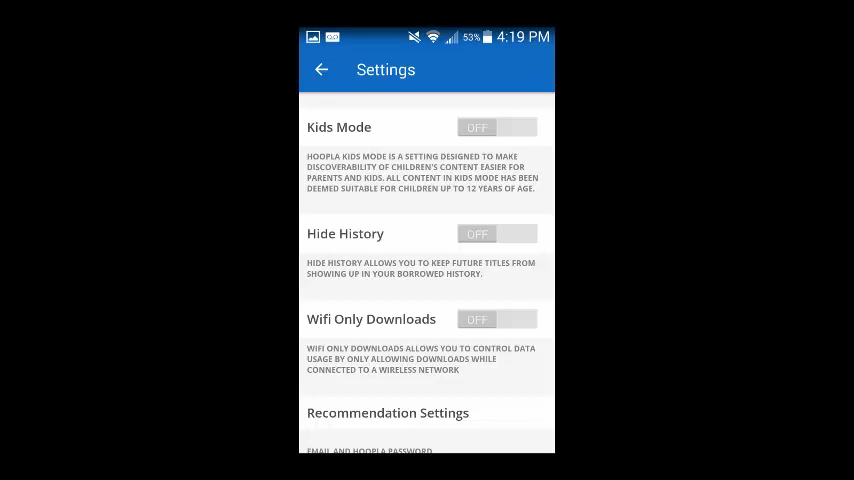 53% 4:19 PM
Settings
Kids Mode OFF
HOOPLA KIDS MODE IS A SETTING DESIGNED TO MAKE
DISCOVERABILITY OF CHILDREN'S CONTENT EASIER FOR
PARENTS AND KIDS. ALL CONTENT IN KIDS MODE HAS BEEN
DEEMED SUITABLE FOR CHILDREN UP TO 12 YEARS OF AGE.
Hide History OFF
HIDE HISTORY ALLOWS YOU TO KEEP FUTURE TITLES FROM
SHOWING UP IN YOUR BORROWED HISTORY.
Wifi Only Downloads OFF
WIFI ONLY DOWNLOADS ALLOWS YOU TO CONTROL DATA
USAGE BY ONLY ALLOWING DOWNLOADS WHILE
CONNECTED TO A WIRELESS NETWORK
Recommendation Settings
EMAIL AND HOOPLA PASSWORD